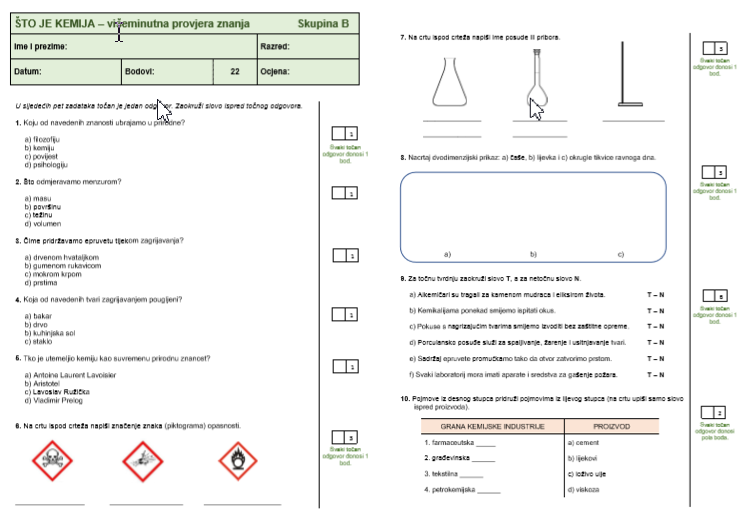 ŠTO JE KEMIJA – višeminutna provjera znanja Skupina B
Ime i prezime: Razred:
Datum: Bodovi: 22 Ocjena:
U sljedećih pet zadataka točan je jedan odgovor. Zaokruži slovo ispred točnog odgovora.
1. Koju od navedenih znanosti ubrajamo u prirodne?
a) filozofiju
b) kemiju
c) povijest
d) psihologiju
1
Svaki točan
odgovor donosi 1
bod.
2. Što odmjeravamo menzurom?
a) masu
b) površinu
c) težinu
d) volumen
1
3. Čime pridržavamo epruvetu tijekom zagrijavanja?
a) drvenom hvataljkom
b) gumenom rukavicom
c) mokrom krpom
d) prstima
1
4. Koja od navedenih tvari zagrijavanjem pougljeni?
a) bakar
b) drvo
c) kuhinjska sol
d) staklo
1
5. Tko je utemeljio kemiju kao suvremenu prirodnu znanost?
a) Antoine Laurent Lavoisier
b) Aristotel
c) Lavoslav Ružička
d) Vladimir Prelog
1
6. Na crtu ispod crteža napiši značenje znaka (piktograma) opasnosti.
3
Svaki točan
odgovor donosi 1
bod.
7. Na crtu ispod crteža napiši ime posuđa ili pribora.
3
Svaki točan
odgovor donosi 1
bod.
8. Nacrtaj dvodimenzijski prikaz: a) čaše, b) lijevka i c) okrugle tikvice ravnoga dna.
a) b) c)
3
Svaki točan
odgovor donosi 1
bod.
9. Za točnu tvrdnju zaokruži slovo T, a za netočnu slovo N.
a) Alkemičari su tragali za kamenom mudraca i eliksirom života. T – N
b) Kemikalijama ponekad smijemo ispitati okus. T – N
c) Pokuse s nagrizajućim tvarima smijemo izvoditi bez zaštitne opreme. T – N
d) Porculansko posuđe služi za spaljivanje, žarenje i usitnjavanje tvari. T – N
e) Sadržaj epruvete promućkamo tako da otvor zatvorimo prstom. T – N
f) Svaki laboratorij mora imati aparate i sredstva za gašenje požara. T – N
6
Svaki točan
odgovor donosi 1
bod.
10. Pojmove iz desnog stupca pridruži pojmovima iz lijevog stupca (na crtu upiši samo slovo
ispred proizvoda).
GRANA KEMIJSKE INDUSTRIJE PROIZVOD
1. farmaceutska _____ a) cement
2. građevinska _____ b) lijekovi
3. tekstilna _____ c) loživo ulje
4. petrokemijska _____ d) viskoza
2
Svaki točan
odgovor donosi
pola boda.